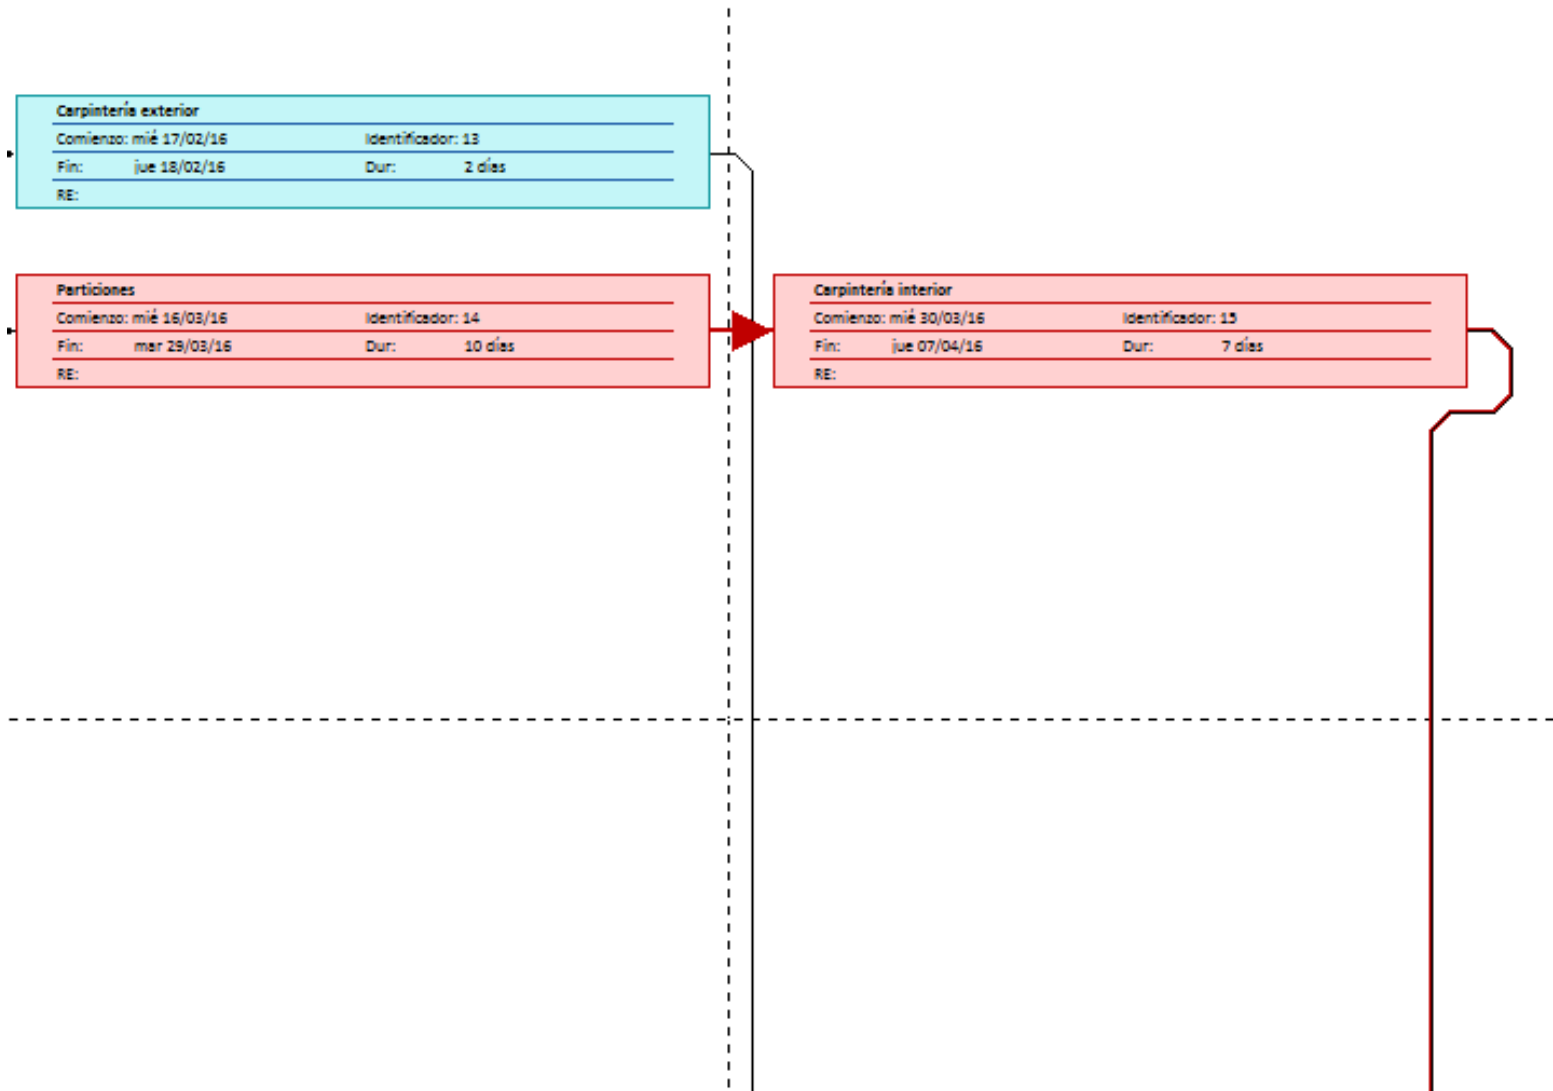 Carpintería exterior
Comienzo: mié 17/02/16 Identificador: 13
Fin: jue 18/02/16 Dur: 2 días
RE:
Particiones
Comienzo: mié 16/03/16 Identificador: 14
Fin: mar 29/03/16 Dur: 10 días
RE:
Carpintería interior
Comienzo: mié 30/03/16 Identificador: 15
Fin: jue 07/04/16 Dur: 7 días
RE: